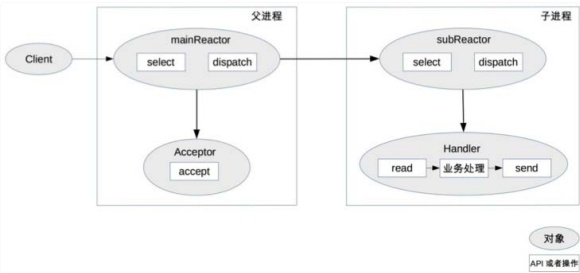 父进程
子进程
Client
mainReactor
select
dispatch
subReactor
select
dispatch
Acceptor
accept
Handler
read
业务处理
send
对象
API 或者操作